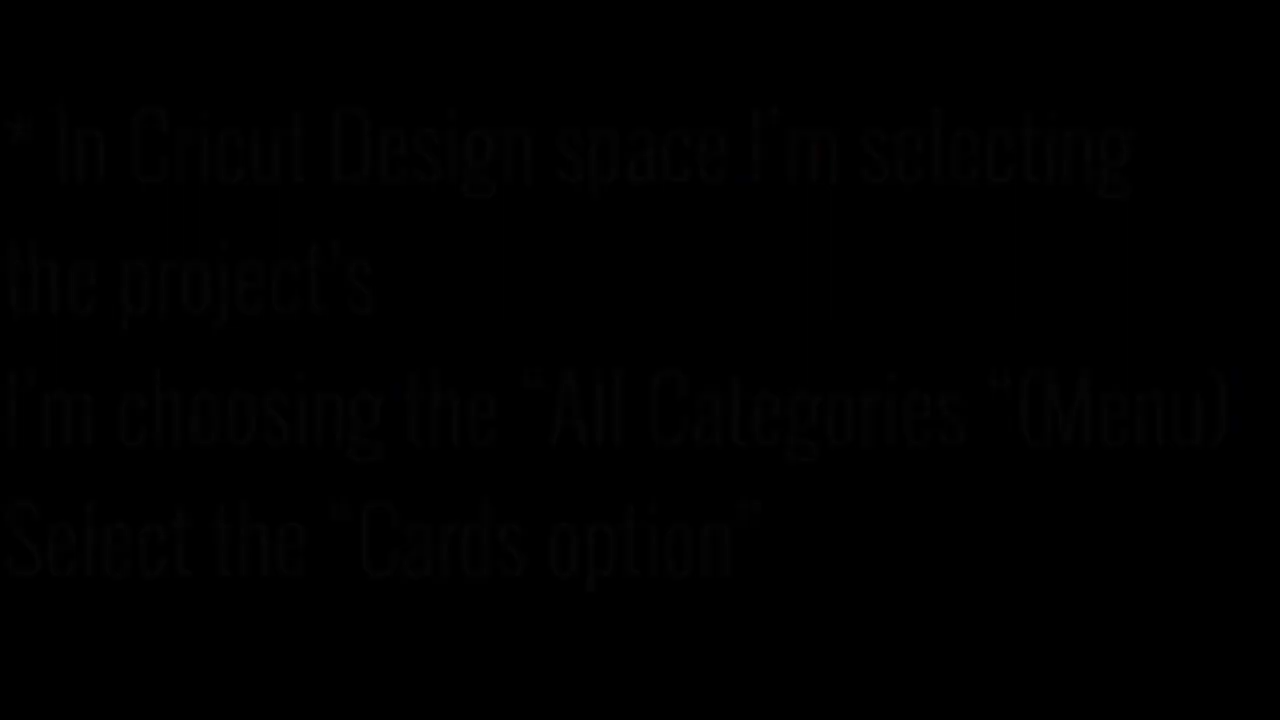 * In Cricut Design space I'm selecting
the project's
I'm choosing the “All Categories “(Menu)
Select the “Cards option”